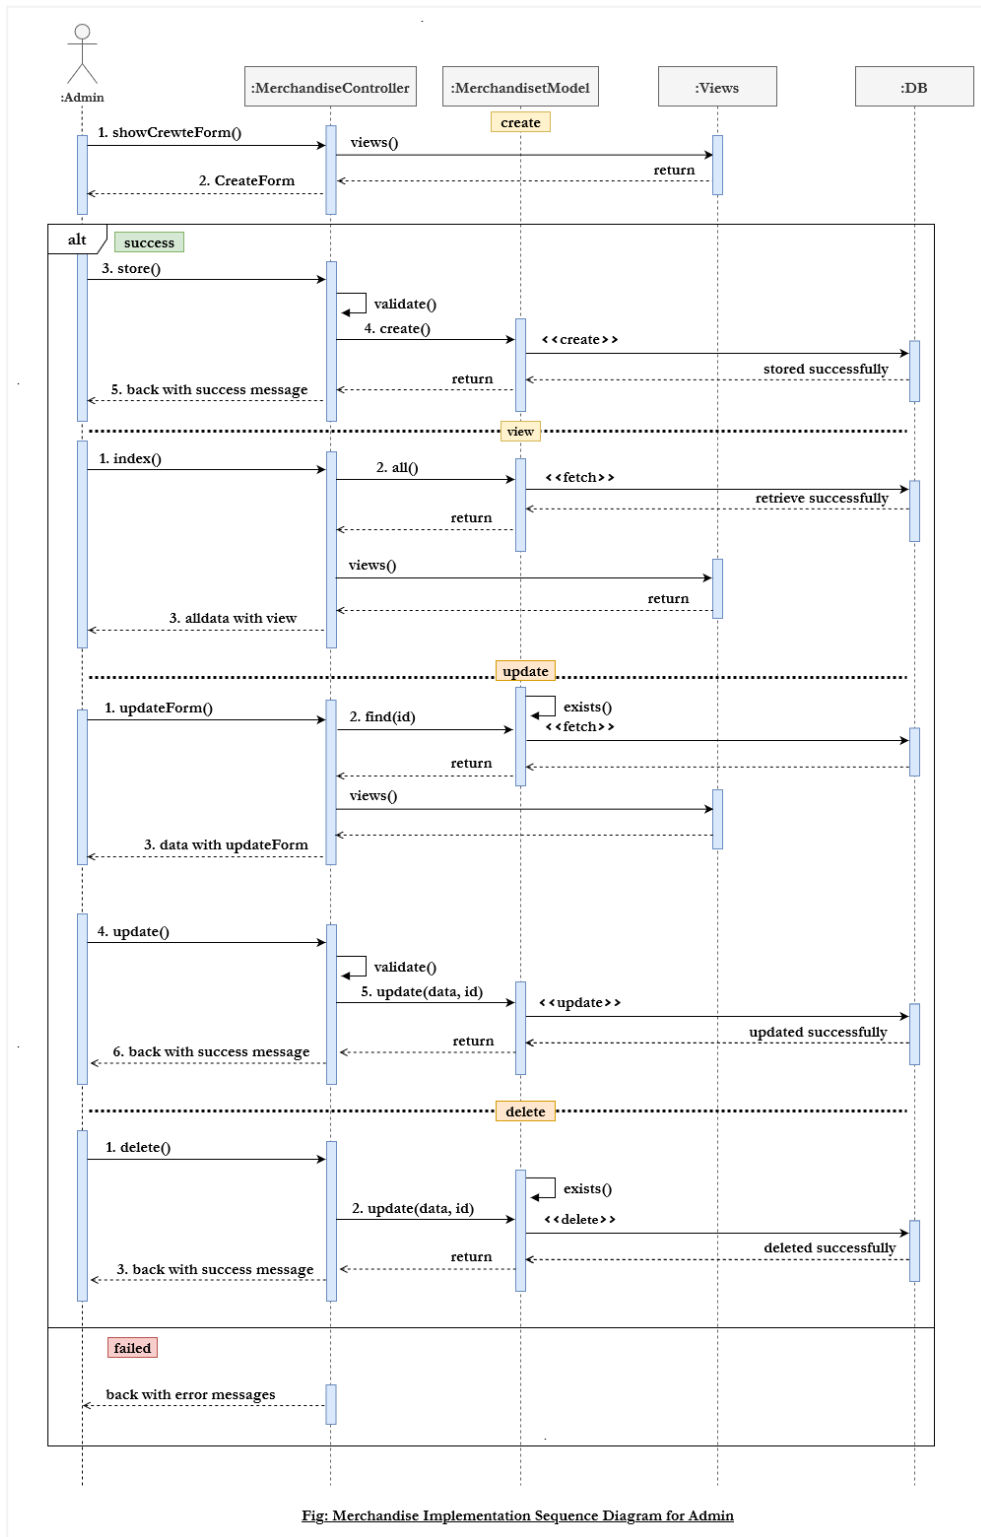 :Admin
:MerchandiseController
:MerchandisetModel
:Views
:DB
create
1. showCrewteForm()
views()
return
2. CreateForm
alt
success
3. store()
validate()
4. create()
<<create>>
stored successfully
return
5. back with success message
view
1. index()
2. all()
<<fetch>>
retrieve successfully
return
views()
return
3. alldata with view
update
1. updateForm()
exists()
2. find(id)
<<fetch>>
return
views()
3. data with updateForm
4. update()
validate()
5. update(data, id)
<<update>>
updated successfully
return
6. back with success message
delete
1. delete()
exists()
2. update(data, id)
<<delete>>
deleted successfully
return
3. back with success message
failed
back with error messages
Fig: Merchandise Implementation Sequence Diagram for Admin